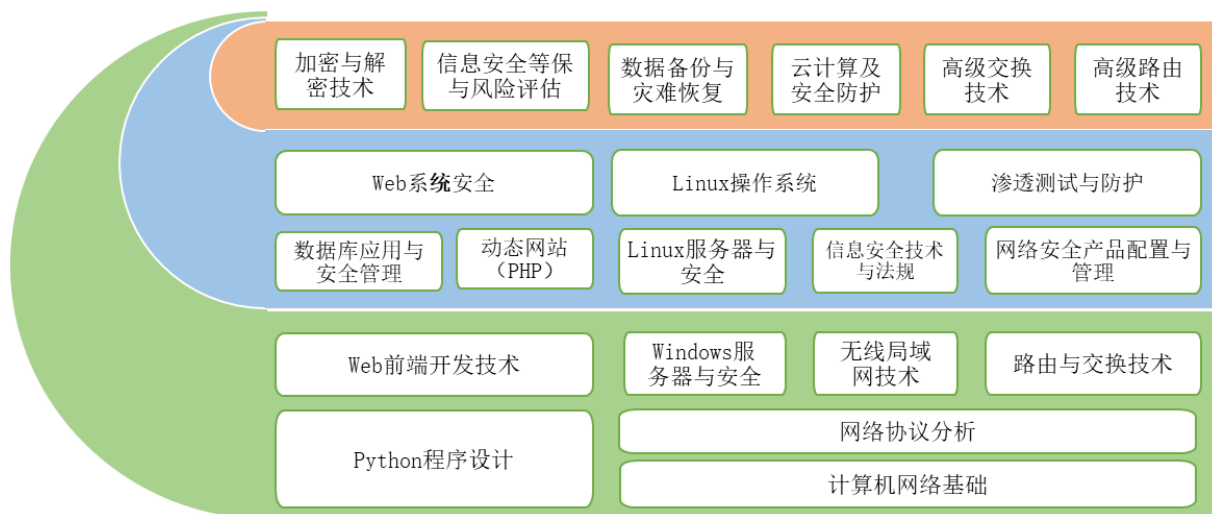 加密与解
密技术
信息安全等保
与风险评估
数据备份与
灾难恢复
云计算及
安全防护
高级交换
技术
高级路由
技术
Web系统安全
Linux操作系统
渗透测试与防护
数据库应用与
安全管理
动态网站
（PHP）
Linux服务器与
安全
信息安全技术
与法规
网络安全产品配置与
管理
Web前端开发技术
Windows服
务器与安全
无线局域
网技术
路由与交换技术
Python程序设计
网络协议分析
计算机网络基础